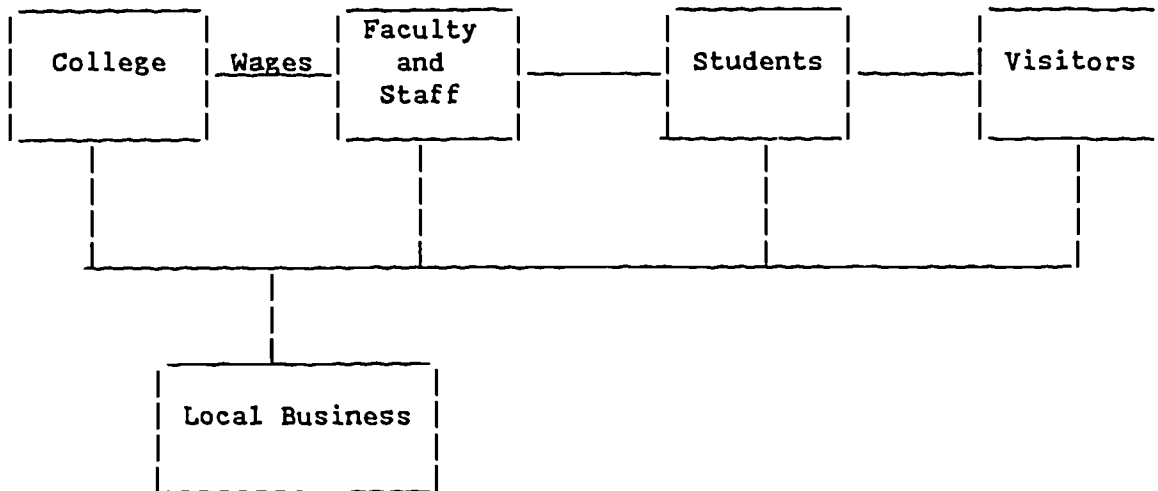 College
Wages
Faculty
and
Staff
Students
Visitors
Local Business